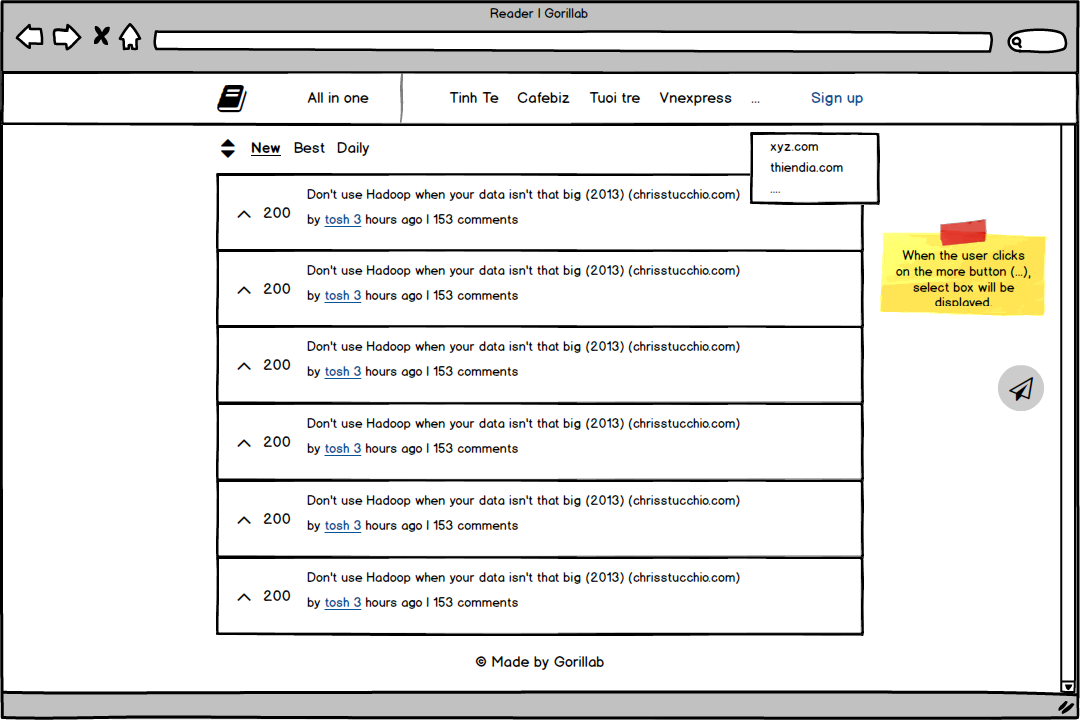 Reader | Gorillab
All in one
Tinh Te Cafebiz Tuoi tre Vnexpress ... Sign up
xyz.com
thiendia.com
....
New Best Daily
Don't use Hadoop when your data isn't that big (2013) (chrisstucchio.com)
200
by tosh 3 hours ago | 153 comments
Don't use Hadoop when your data isn't that big (2013) (chrisstucchio.com)
200
by tosh 3 hours ago | 153 comments
Don't use Hadoop when your data isn't that big (2013) (chrisstucchio.com)
200
by tosh 3 hours ago | 153 comments
Don't use Hadoop when your data isn't that big (2013) (chrisstucchio.com)
200
by tosh 3 hours ago | 153 comments
Don't use Hadoop when your data isn't that big (2013) (chrisstucchio.com)
200
by tosh 3 hours ago | 153 comments
Don't use Hadoop when your data isn't that big (2013) (chrisstucchio.com)
200
by tosh 3 hours ago | 153 comments
When the user clicks
on the more button (...),
select box will be
displayed.
© Made by Gorillab